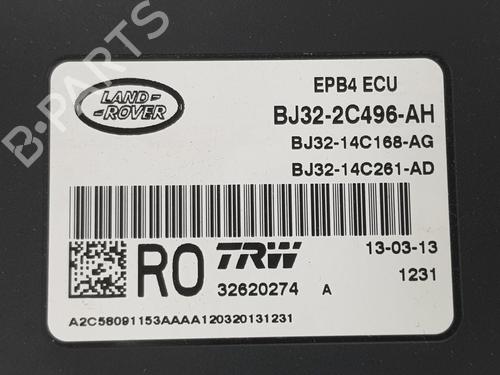 LAND-
-ROVER
EPB4 ECU
BJ32-2C496-AH
BJ32-14C168-AG
BJ32-14C261-AD
RO
TRW
13-03-13
32620274 A
1231
A2C58091153AAAA120320131231
B-PARTS